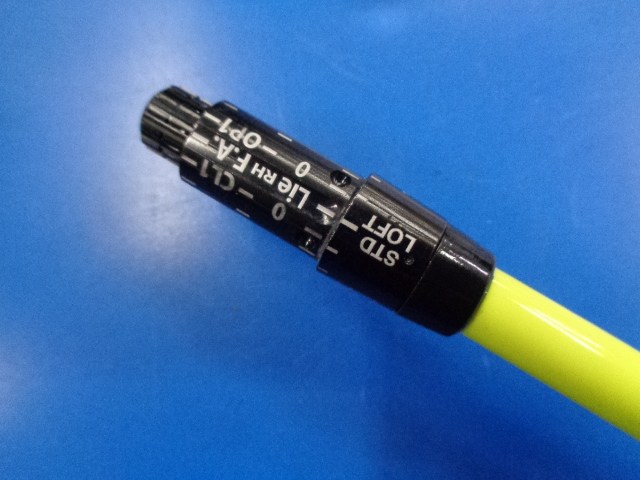 STD
LOFT
Lie RH F.A.
0 CL1
0 OP1